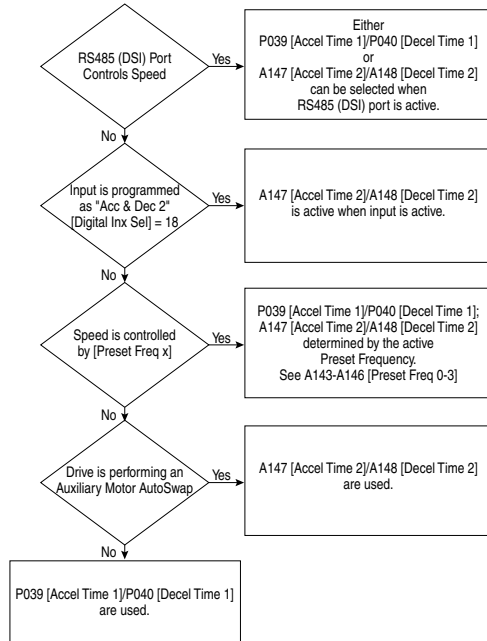 RS485 (DSI) Port
Controls Speed
Yes
Either
P039 [Accel Time 1]/P040 [Decel Time 1]
or
A147 [Accel Time 2]/A148 [Decel Time 2]
can be selected when
RS485 (DSI) port is active.
No
Input is programmed
as "Acc & Dec 2"
[Digital Inx Sel] = 18
Yes
A147 [Accel Time 2]/A148 [Decel Time 2]
is active when input is active.
No
Speed is controlled
by [Preset Freq x]
Yes
P039 [Accel Time 1]/P040 [Decel Time 1];
A147 [Accel Time 2]/A148 [Decel Time 2]
determined by the active
Preset Frequency.
See A143-A146 [Preset Freq 0-3]
No
Drive is performing an
Auxiliary Motor AutoSwap
Yes
A147 [Accel Time 2]/A148 [Decel Time 2]
are used.
No
P039 [Accel Time 1]/P040 [Decel Time 1]
are used.